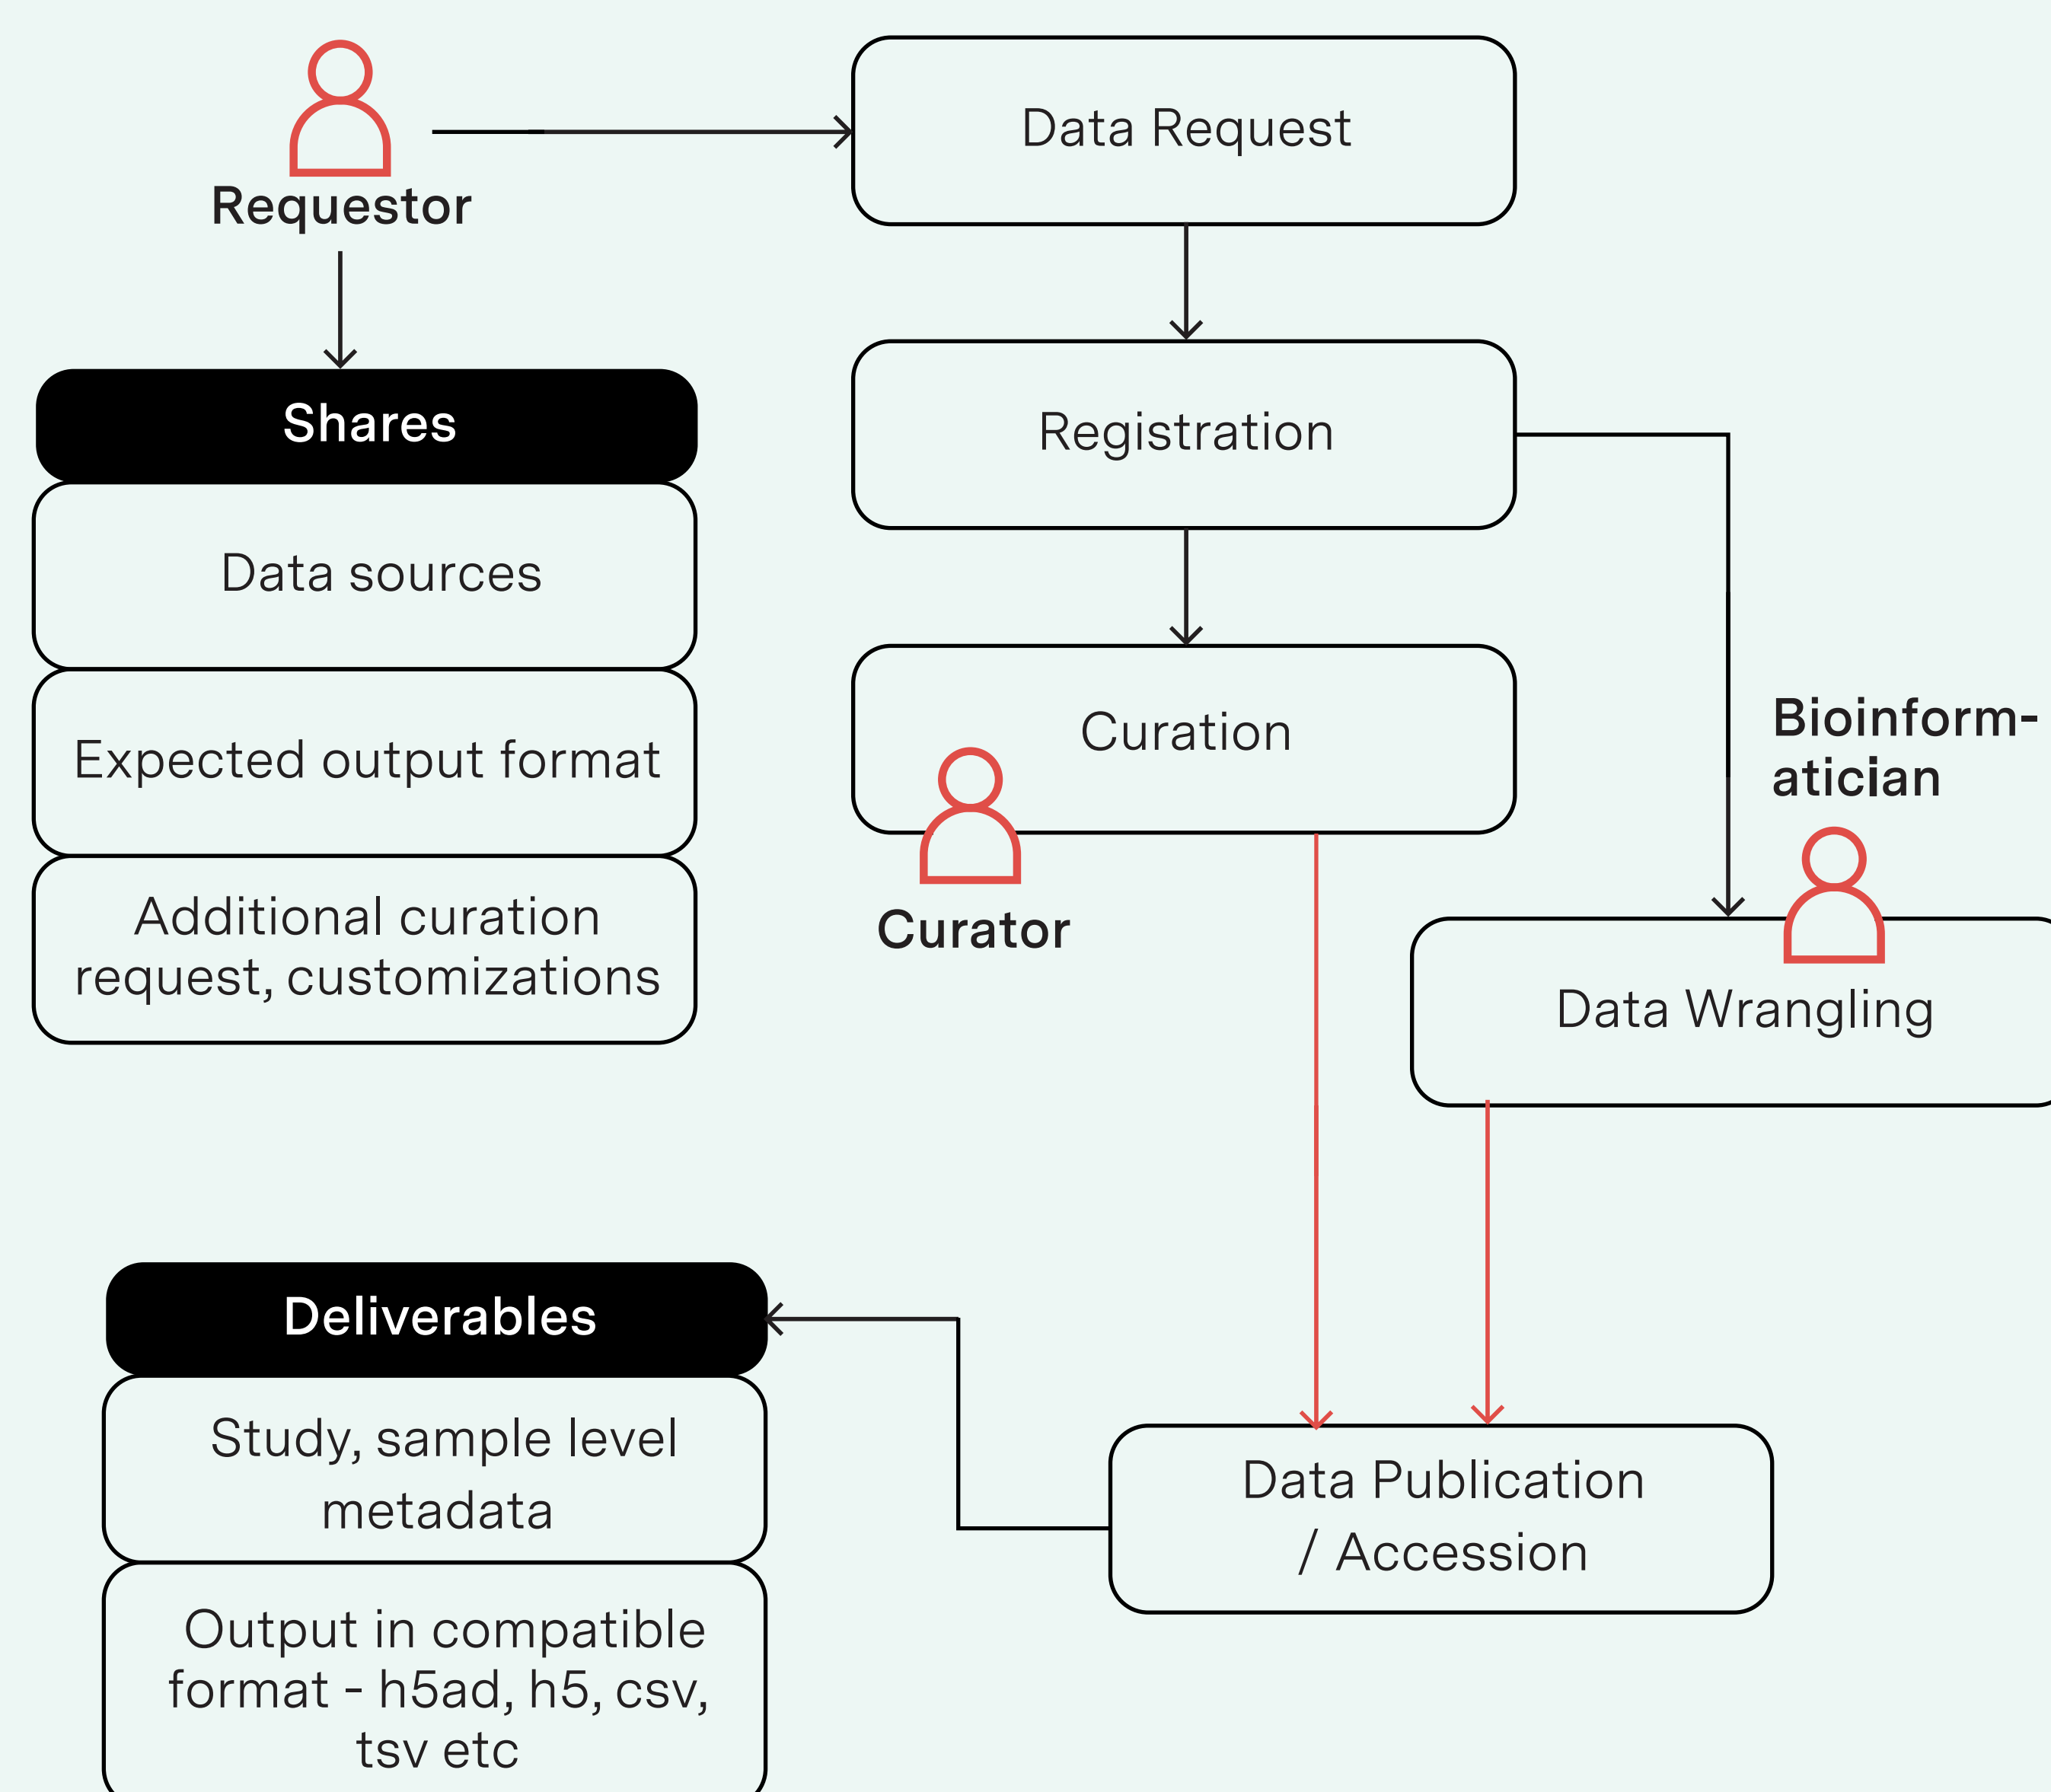 Requestor
Data Request
Shares
Data sources
Expected output format
Additional curation
request, customizations
Registration
Curation
Curator
Bioinform-
atician
Data Wrangling
Data Publication
/ Accession
Deliverables
Study, sample level
metadata
Output in compatible
format - h5ad, h5, csv,
tsv etc